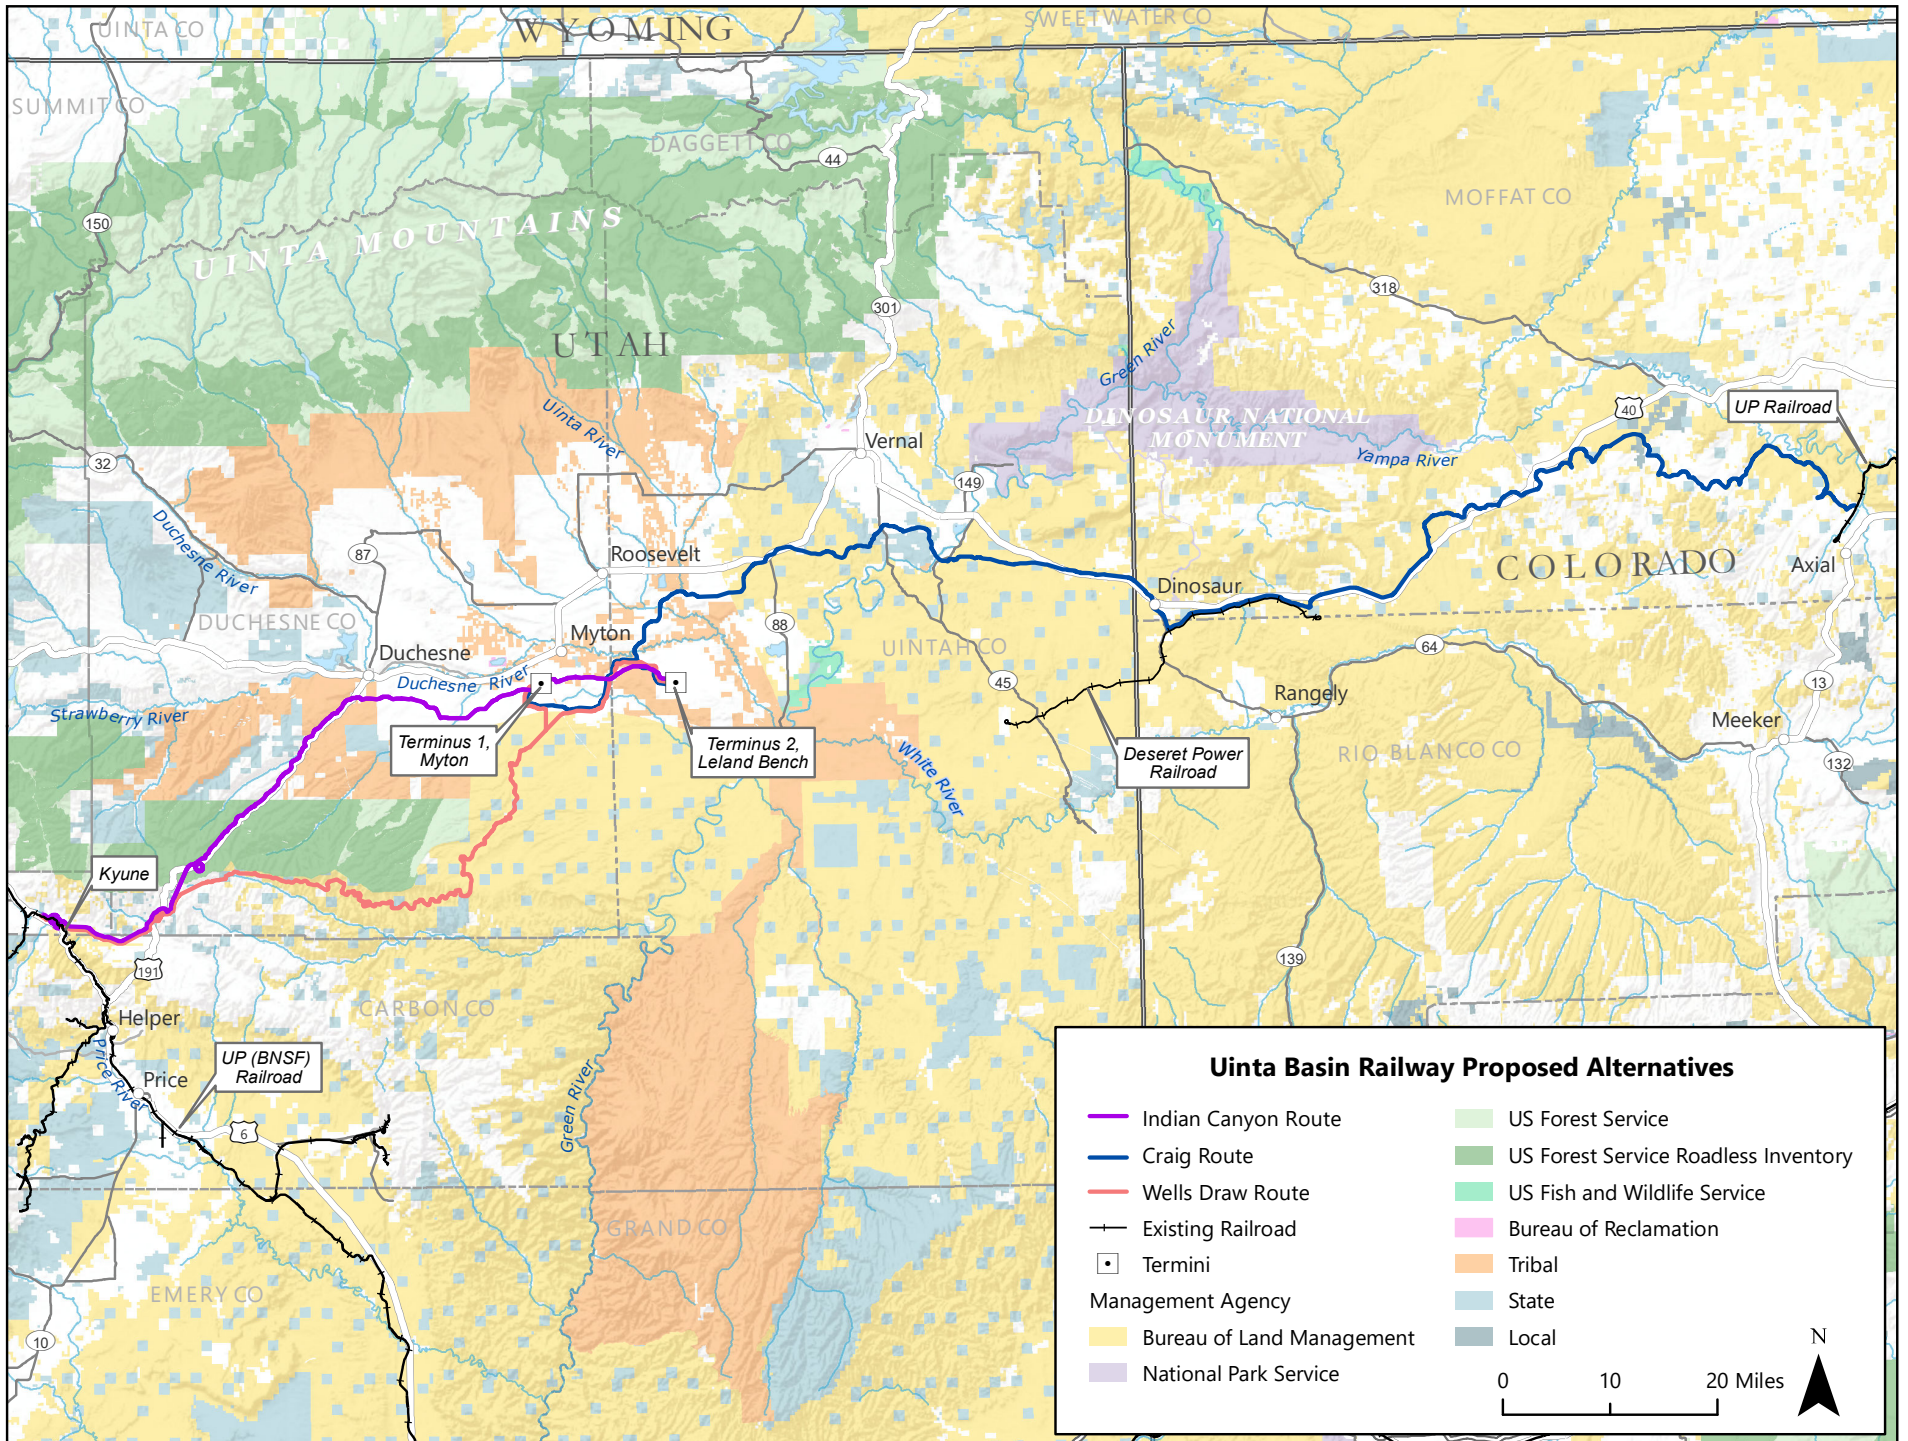 UINTA CO
WYOMING
SWEETWATER CO
SUMMIT CO
DAGGETT CO
44
150
MOFFAT CO
UINTA MOUNTAINS
318
301
UTAH
Green River
Uinta River
DINOSAUR NATIONAL
MONUMENT
40
UP Railroad
Vernal
Yampa River
32
149
Duchesne River
87
Roosevelt
COLORADO
Axial
Dinosaur
DUCHESNE CO
Myton
88
UINTAH CO
64
Duchesne
Duchesne River
45
Rangely
13
Strawberry River
Meeker
Terminus 1,
Myton
Terminus 2,
Leland Bench
White River
Deseret Power
Railroad
RIO BLANCO CO
132
Kyune
191
139
CARBON CO
Helper
Price River
UP (BNSF)
Railroad
Price
6
Green River
GRAND CO
EMERY CO
10
Uinta Basin Railway Proposed Alternatives
Indian Canyon Route
Craig Route
Wells Draw Route
Existing Railroad
Termini
Management Agency
Bureau of Land Management
National Park Service
US Forest Service
US Forest Service Roadless Inventory
US Fish and Wildlife Service
Bureau of Reclamation
Tribal
State
Local
N
0 10 20 Miles